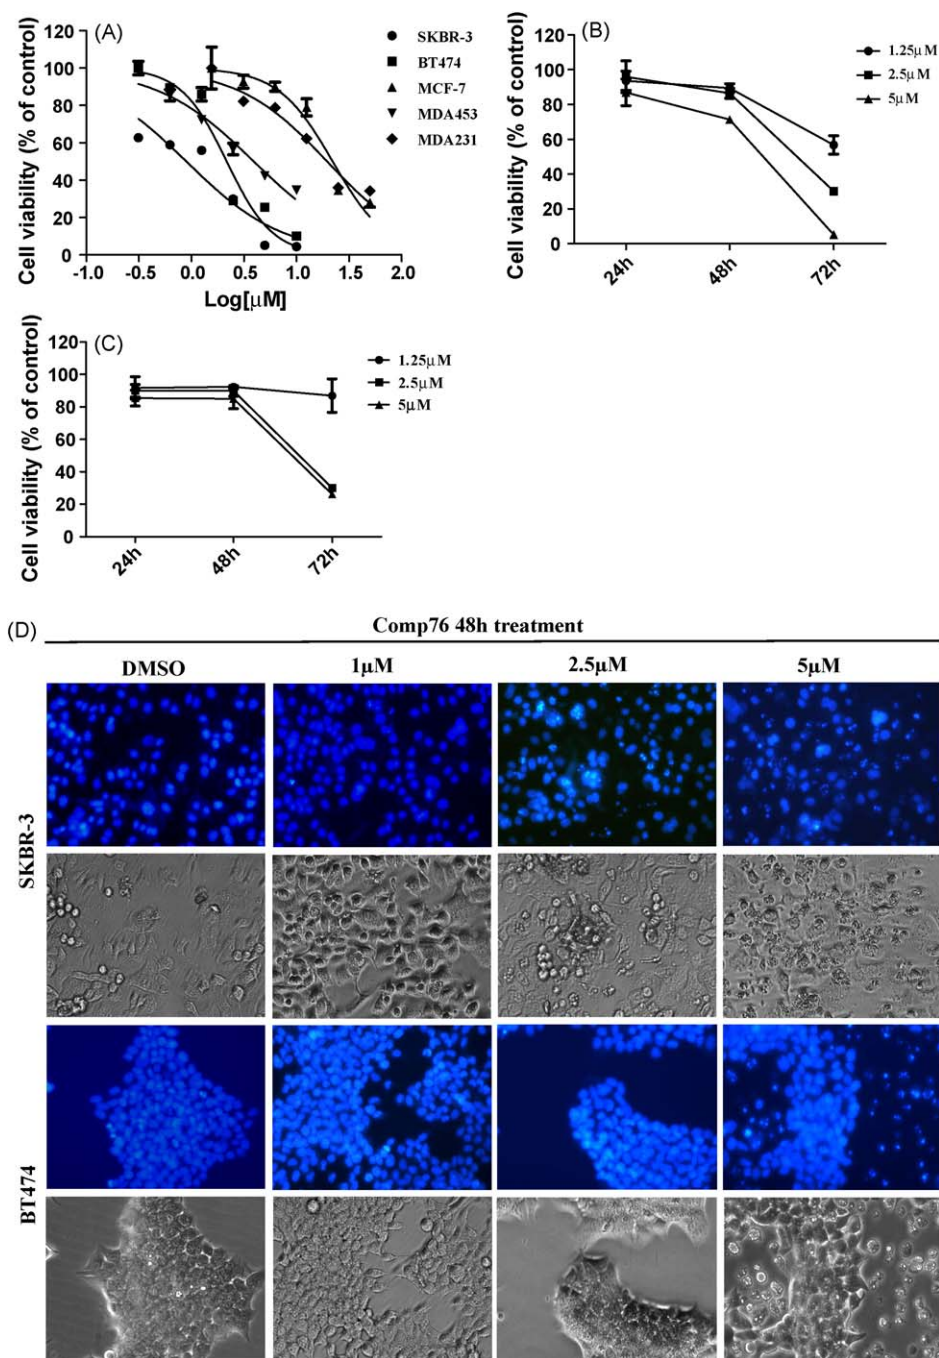 (A)
Cell viability (% of control)
120
100
80
60
40
20
0
-1.0 -0.5 0.0 0.5 1.0 1.5 2.0
Log[μM]
SKBR-3
BT474
MCF-7
MDA453
MDA231
(B)
Cell viability (% of control)
120
100
80
60
40
20
0
24h 48h 72h
1.25μM
2.5μM
5μM
(C)
Cell viability (% of control)
120
100
80
60
40
20
0
24h 48h 72h
1.25μM
2.5μM
5μM
(D)
Comp76 48h treatment
DMSO 1μM 2.5μM 5μM
SKBR-3
BT474